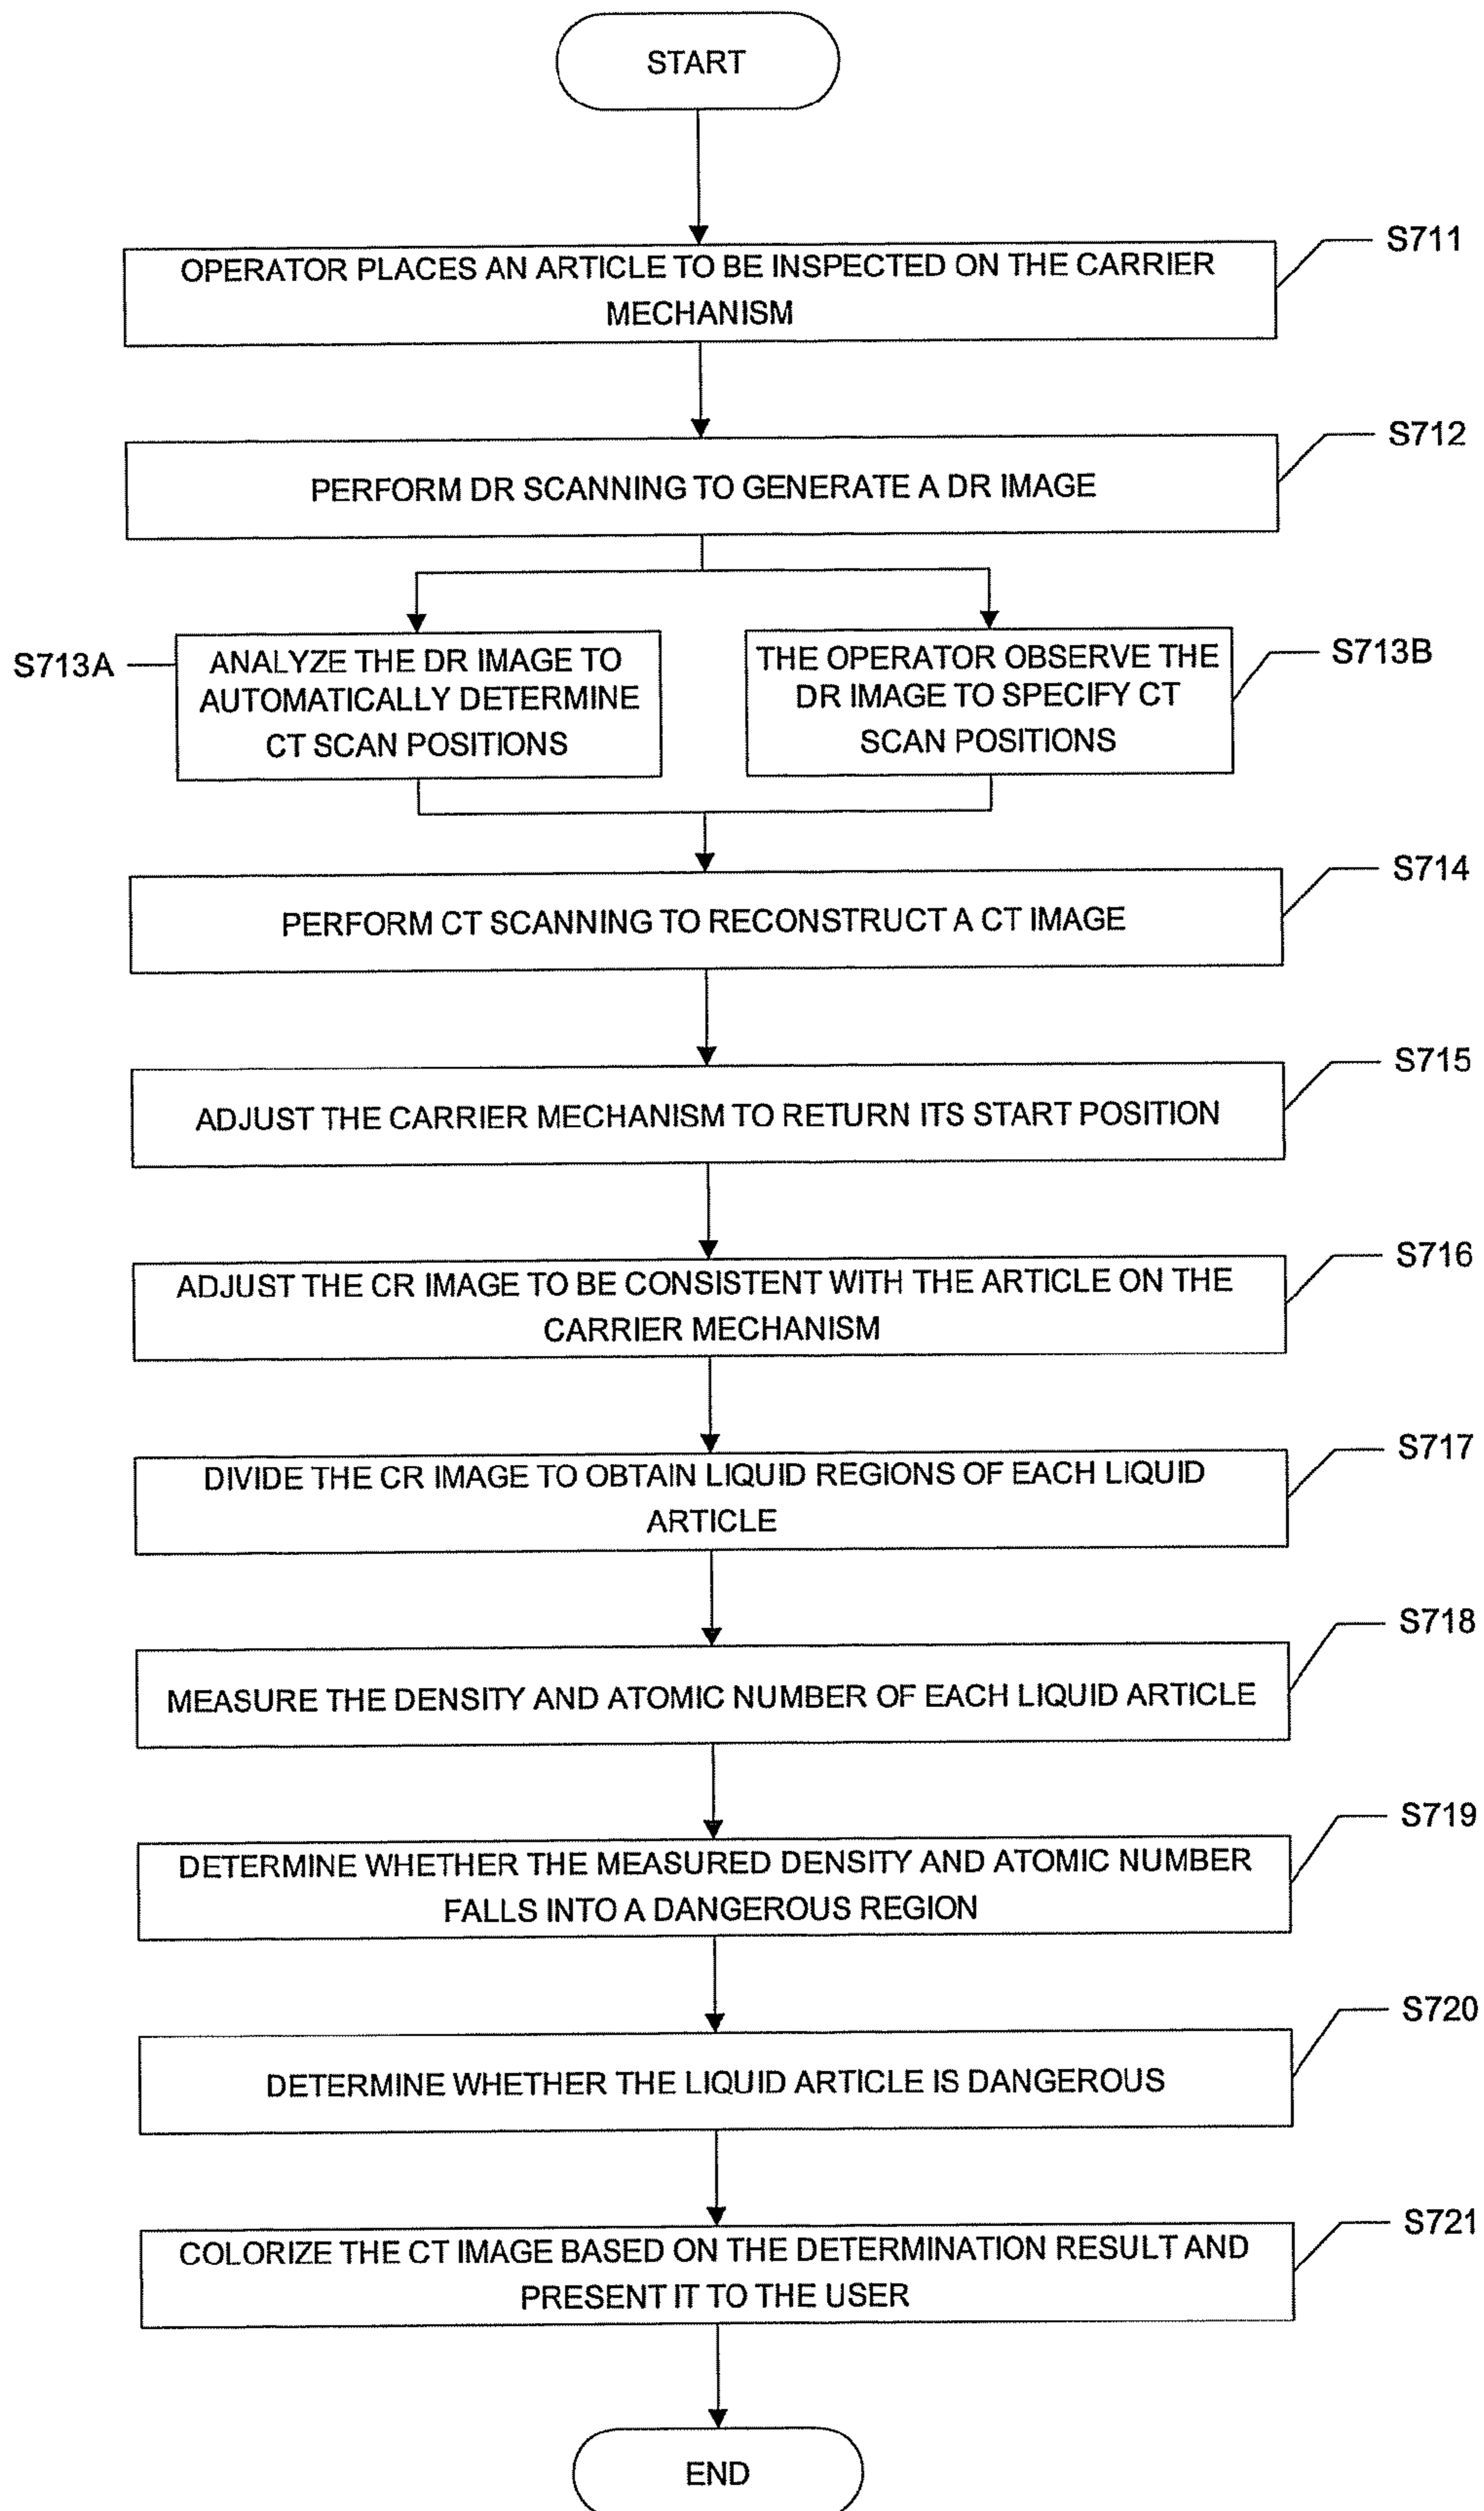 START
S711
OPERATOR PLACES AN ARTICLE TO BE INSPECTED ON THE CARRIER
MECHANISM
S712
PERFORM DR SCANNING TO GENERATE A DR IMAGE
S713A
ANALYZE THE DR IMAGE TO
AUTOMATICALLY DETERMINE
CT SCAN POSITIONS
THE OPERATOR OBSERVE THE
DR IMAGE TO SPECIFY CT
SCAN POSITIONS
S713B
S714
PERFORM CT SCANNING TO RECONSTRUCT A CT IMAGE
S715
ADJUST THE CARRIER MECHANISM TO RETURN ITS START POSITION
S716
ADJUST THE CR IMAGE TO BE CONSISTENT WITH THE ARTICLE ON THE
CARRIER MECHANISM
S717
DIVIDE THE CR IMAGE TO OBTAIN LIQUID REGIONS OF EACH LIQUID
ARTICLE
S718
MEASURE THE DENSITY AND ATOMIC NUMBER OF EACH LIQUID ARTICLE
S719
DETERMINE WHETHER THE MEASURED DENSITY AND ATOMIC NUMBER
FALLS INTO A DANGEROUS REGION
S720
DETERMINE WHETHER THE LIQUID ARTICLE IS DANGEROUS
S721
COLORIZE THE CT IMAGE BASED ON THE DETERMINATION RESULT AND
PRESENT IT TO THE USER
END